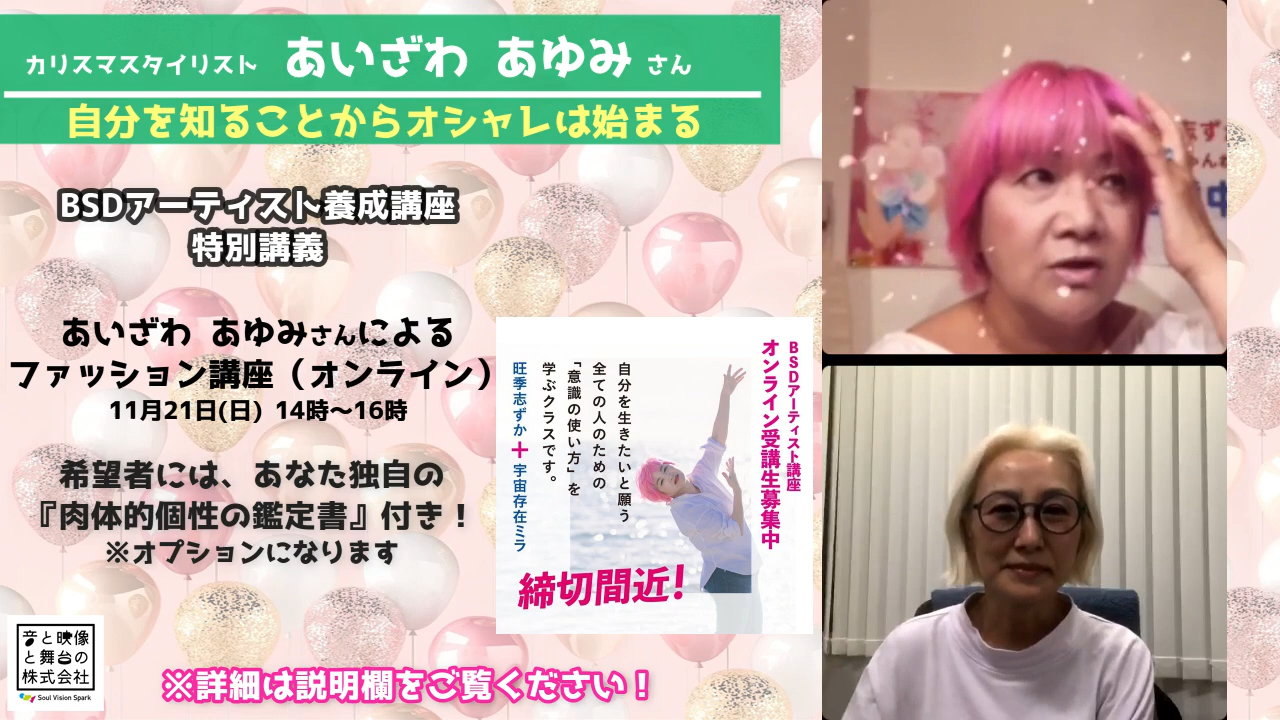 カリスマスタイリスト あいざわ あゆみ さん
自分を知ることからオシャレは始まる
BSDアーティスト養成講座
特別講義
あいざわ あゆみさんによる
ファッション講座（オンライン）
11月21日(日) 14時～16時
希望者には、あなた独自の
『肉体的個性の鑑定書』付き！
※オプションになります
BSDアーティスト講座
オンライン受講生募集中
自分を生きたいと願う
全ての人のための
「意識の使い方」を
学ぶクラスです。
旺季志ずか＋宇宙存在ミラ
締切間近!
音と映像
と舞台の
株式会社
Soul Vision Spark
※詳細は説明欄をご覧ください！